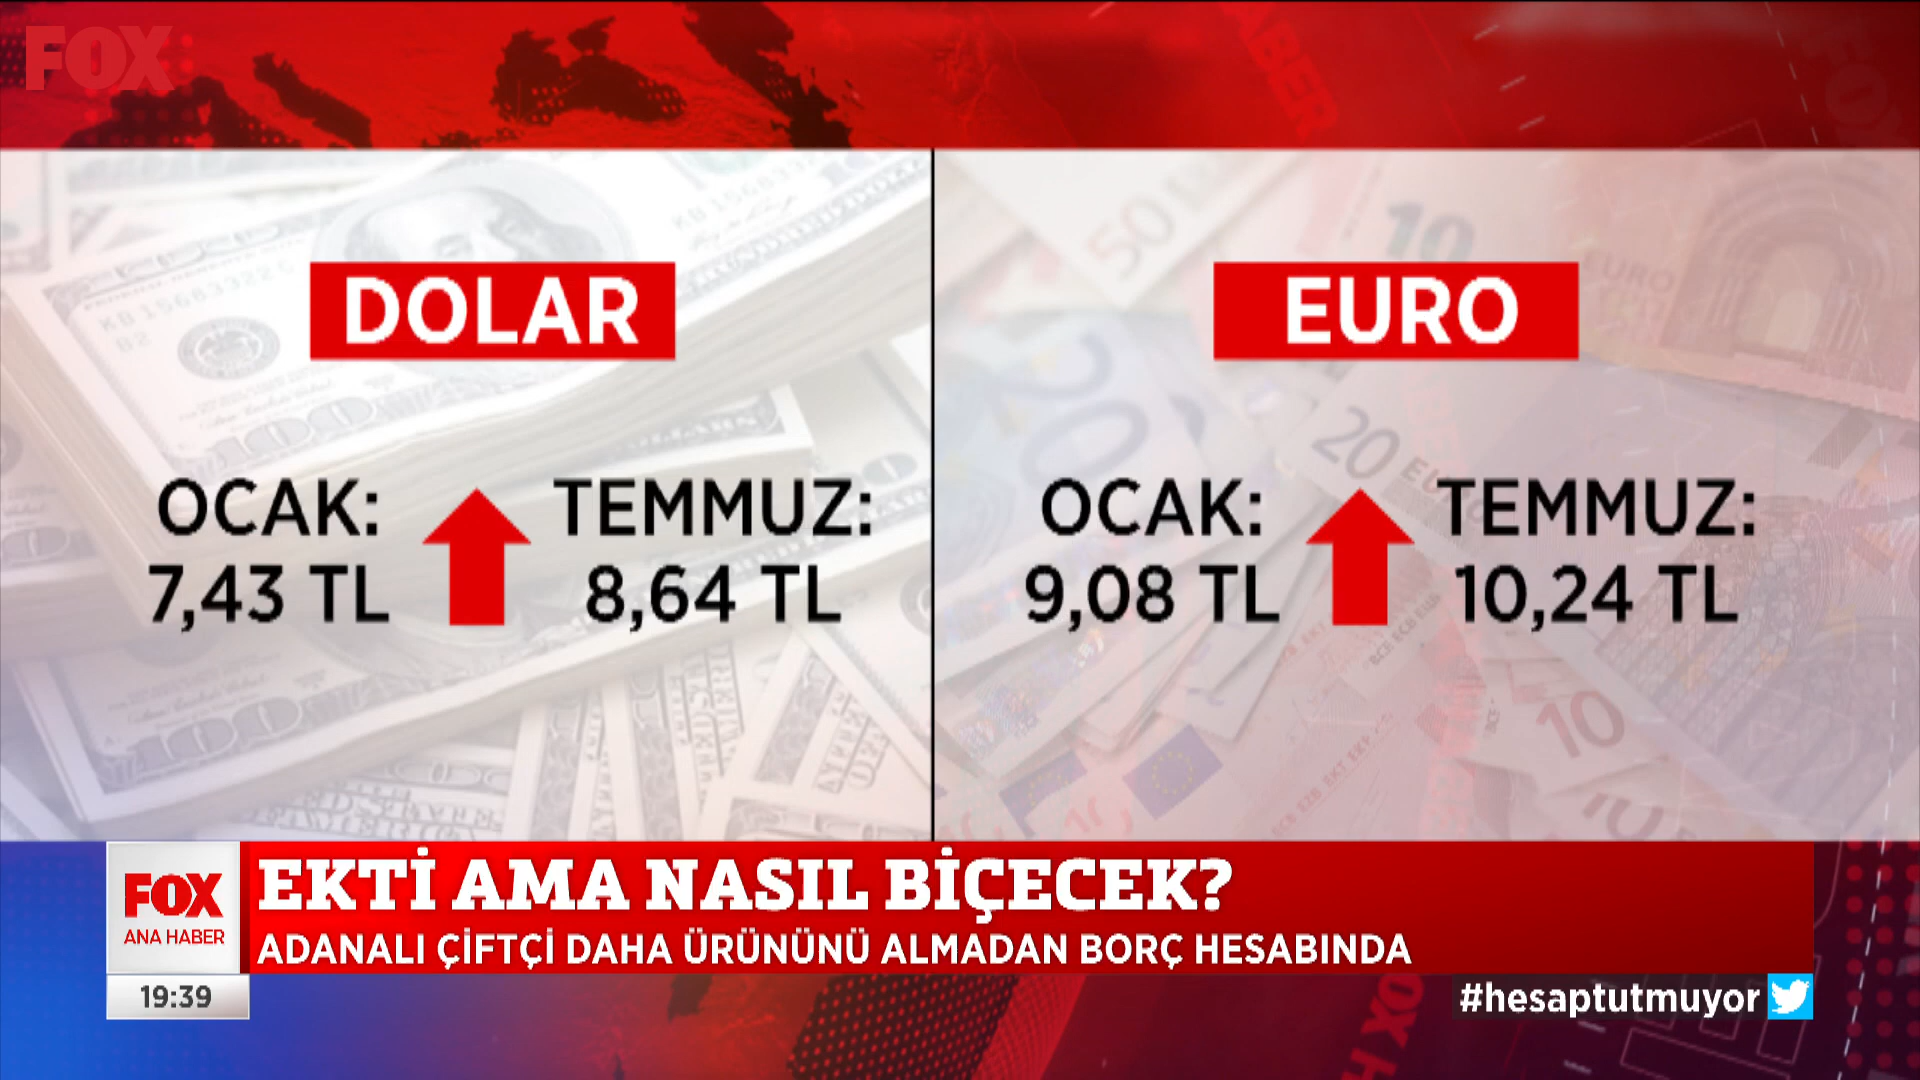 FOX
DOLAR
OCAK:
7,43 TL
TEMMUZ:
8,64 TL
EURO
OCAK:
9,08 TL
TEMMUZ:
10,24 TL
FOX
ANA HABER
EKTİ AMA NASIL BİÇECEK?
ADANALI ÇİFTÇİ DAHA ÜRÜNÜNÜ ALMADAN BORÇ HESABINDA
19:39
#hesaptutmuyor